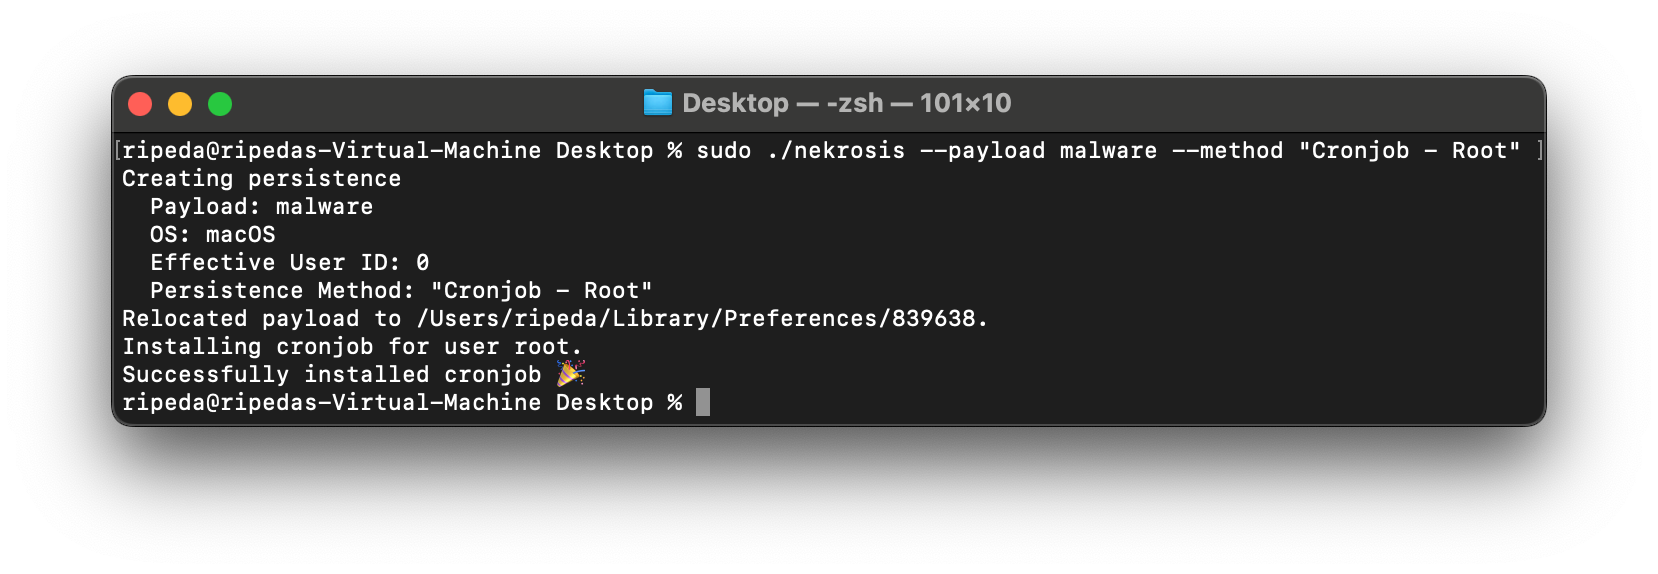 Desktop — -zsh — 101×10
[ripeda@ripedas-Virtual-Machine Desktop % sudo ./nekrosis --payload malware --method "Cronjob - Root" ]
Creating persistence
  Payload: malware
  OS: macOS
  Effective User ID: 0
  Persistence Method: "Cronjob - Root"
Relocated payload to /Users/ripeda/Library/Preferences/839638.
Installing cronjob for user root.
Successfully installed cronjob 🎉
ripeda@ripedas-Virtual-Machine Desktop %